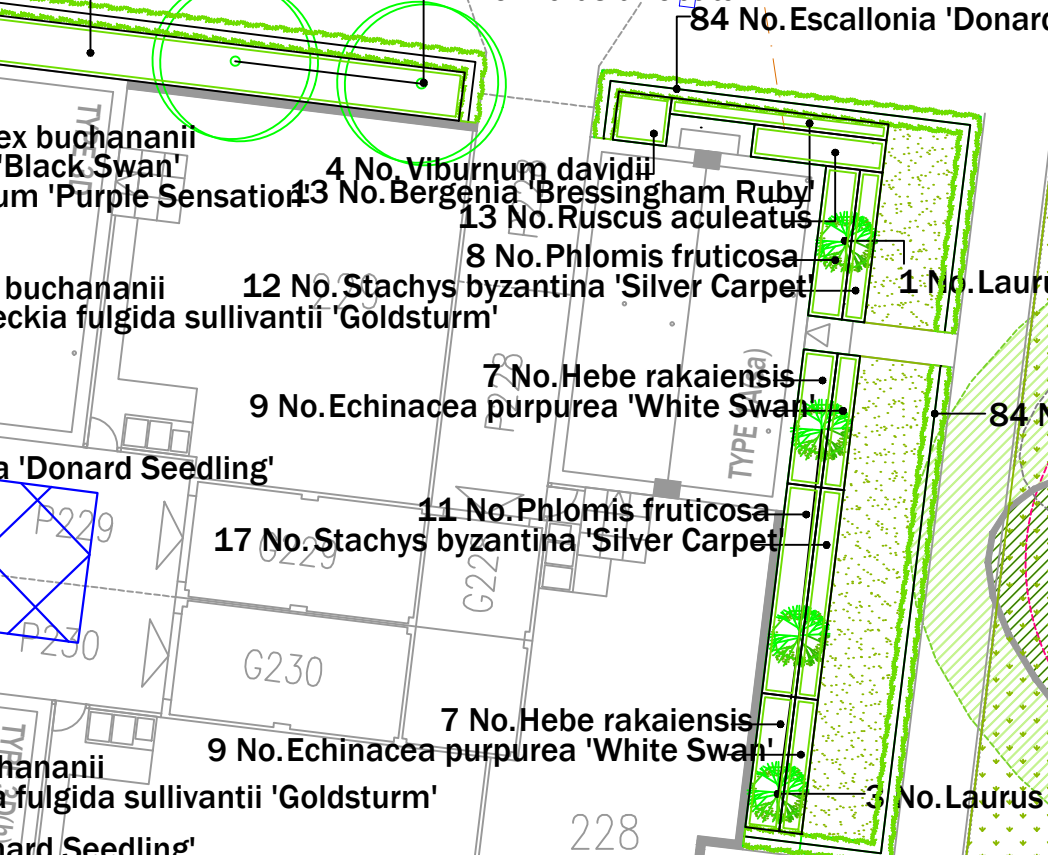 84 No.Escallonia 'Donard
ex buchananii
'Black Swan'
um 'Purple Sensation'
4 No.Viburnum davidii
13 No.Bergenia 'Bressingham Ruby'
13 No.Ruscus aculeatus
8 No.Phlomis fruticosa
12 No.Stachys byzantina 'Silver Carpet'
1 No.Lauru
buchananii
eckia fulgida sullivantii 'Goldsturm'
229
P228
7 No.Hebe rakaiensis
9 No.Echinacea purpurea 'White Swan'
84 N
a 'Donard Seedling'
11 No.Phlomis fruticosa
17 No.Stachys byzantina 'Silver Carpet'
P229
G229
P230
G230
7 No.Hebe rakaiensis
9 No.Echinacea purpurea 'White Swan'
hananii
a fulgida sullivantii 'Goldsturm'
3 No.Laurus
228
nard Seedling'